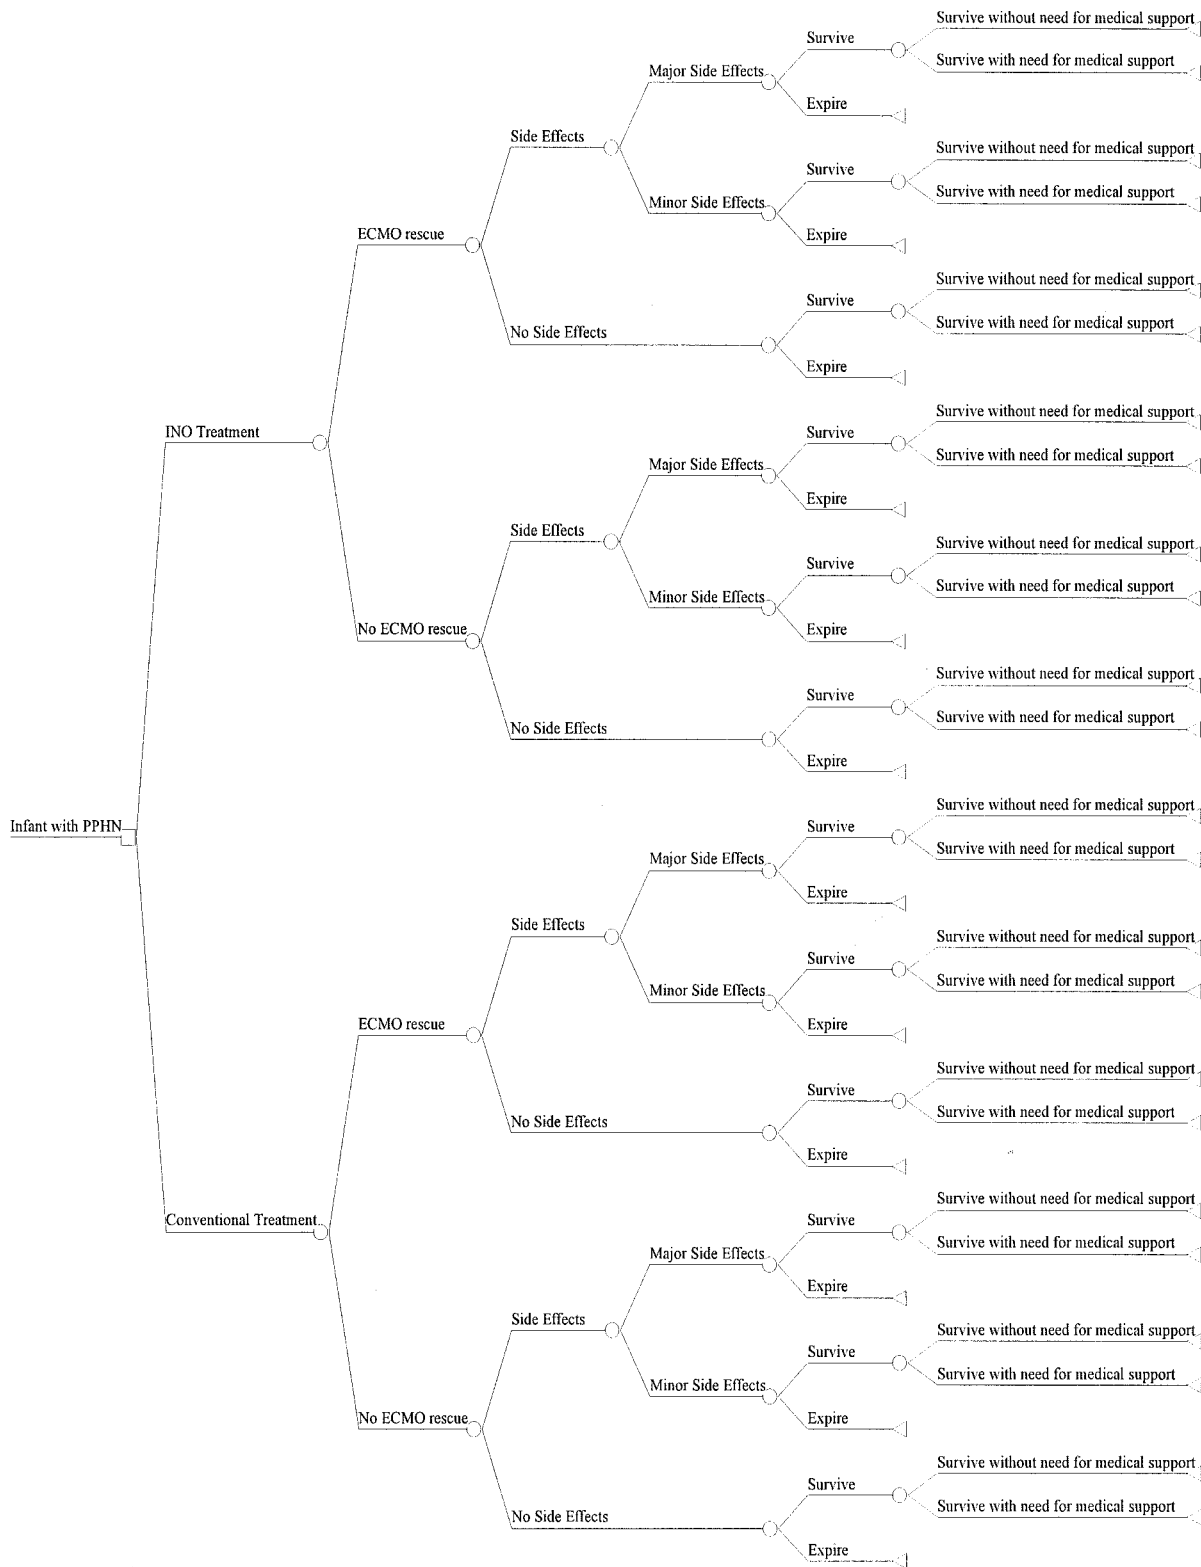 Survive without need for medical support
Survive
Survive with need for medical support
Major Side Effects
Expire
Side Effects
Survive without need for medical support
Survive
Survive with need for medical support
Minor Side Effects
Expire
ECMO rescue
Survive without need for medical support
Survive
Survive with need for medical support
No Side Effects
Expire
INO Treatment
Survive without need for medical support
Survive
Survive with need for medical support
Major Side Effects
Expire
Side Effects
Survive without need for medical support
Survive
Survive with need for medical support
Minor Side Effects
Expire
No ECMO rescue
Survive without need for medical support
Survive
Survive with need for medical support
No Side Effects
Expire
Infant with PPHN
Survive without need for medical support
Survive
Survive with need for medical support
Major Side Effects
Expire
Side Effects
Survive without need for medical support
Survive
Survive with need for medical support
Minor Side Effects
Expire
ECMO rescue
Survive without need for medical support
Survive
Survive with need for medical support
No Side Effects
Expire
Conventional Treatment
Survive without need for medical support
Survive
Survive with need for medical support
Major Side Effects
Expire
Side Effects
Survive without need for medical support
Survive
Survive with need for medical support
Minor Side Effects
Expire
No ECMO rescue
Survive without need for medical support
Survive
Survive with need for medical support
No Side Effects
Expire